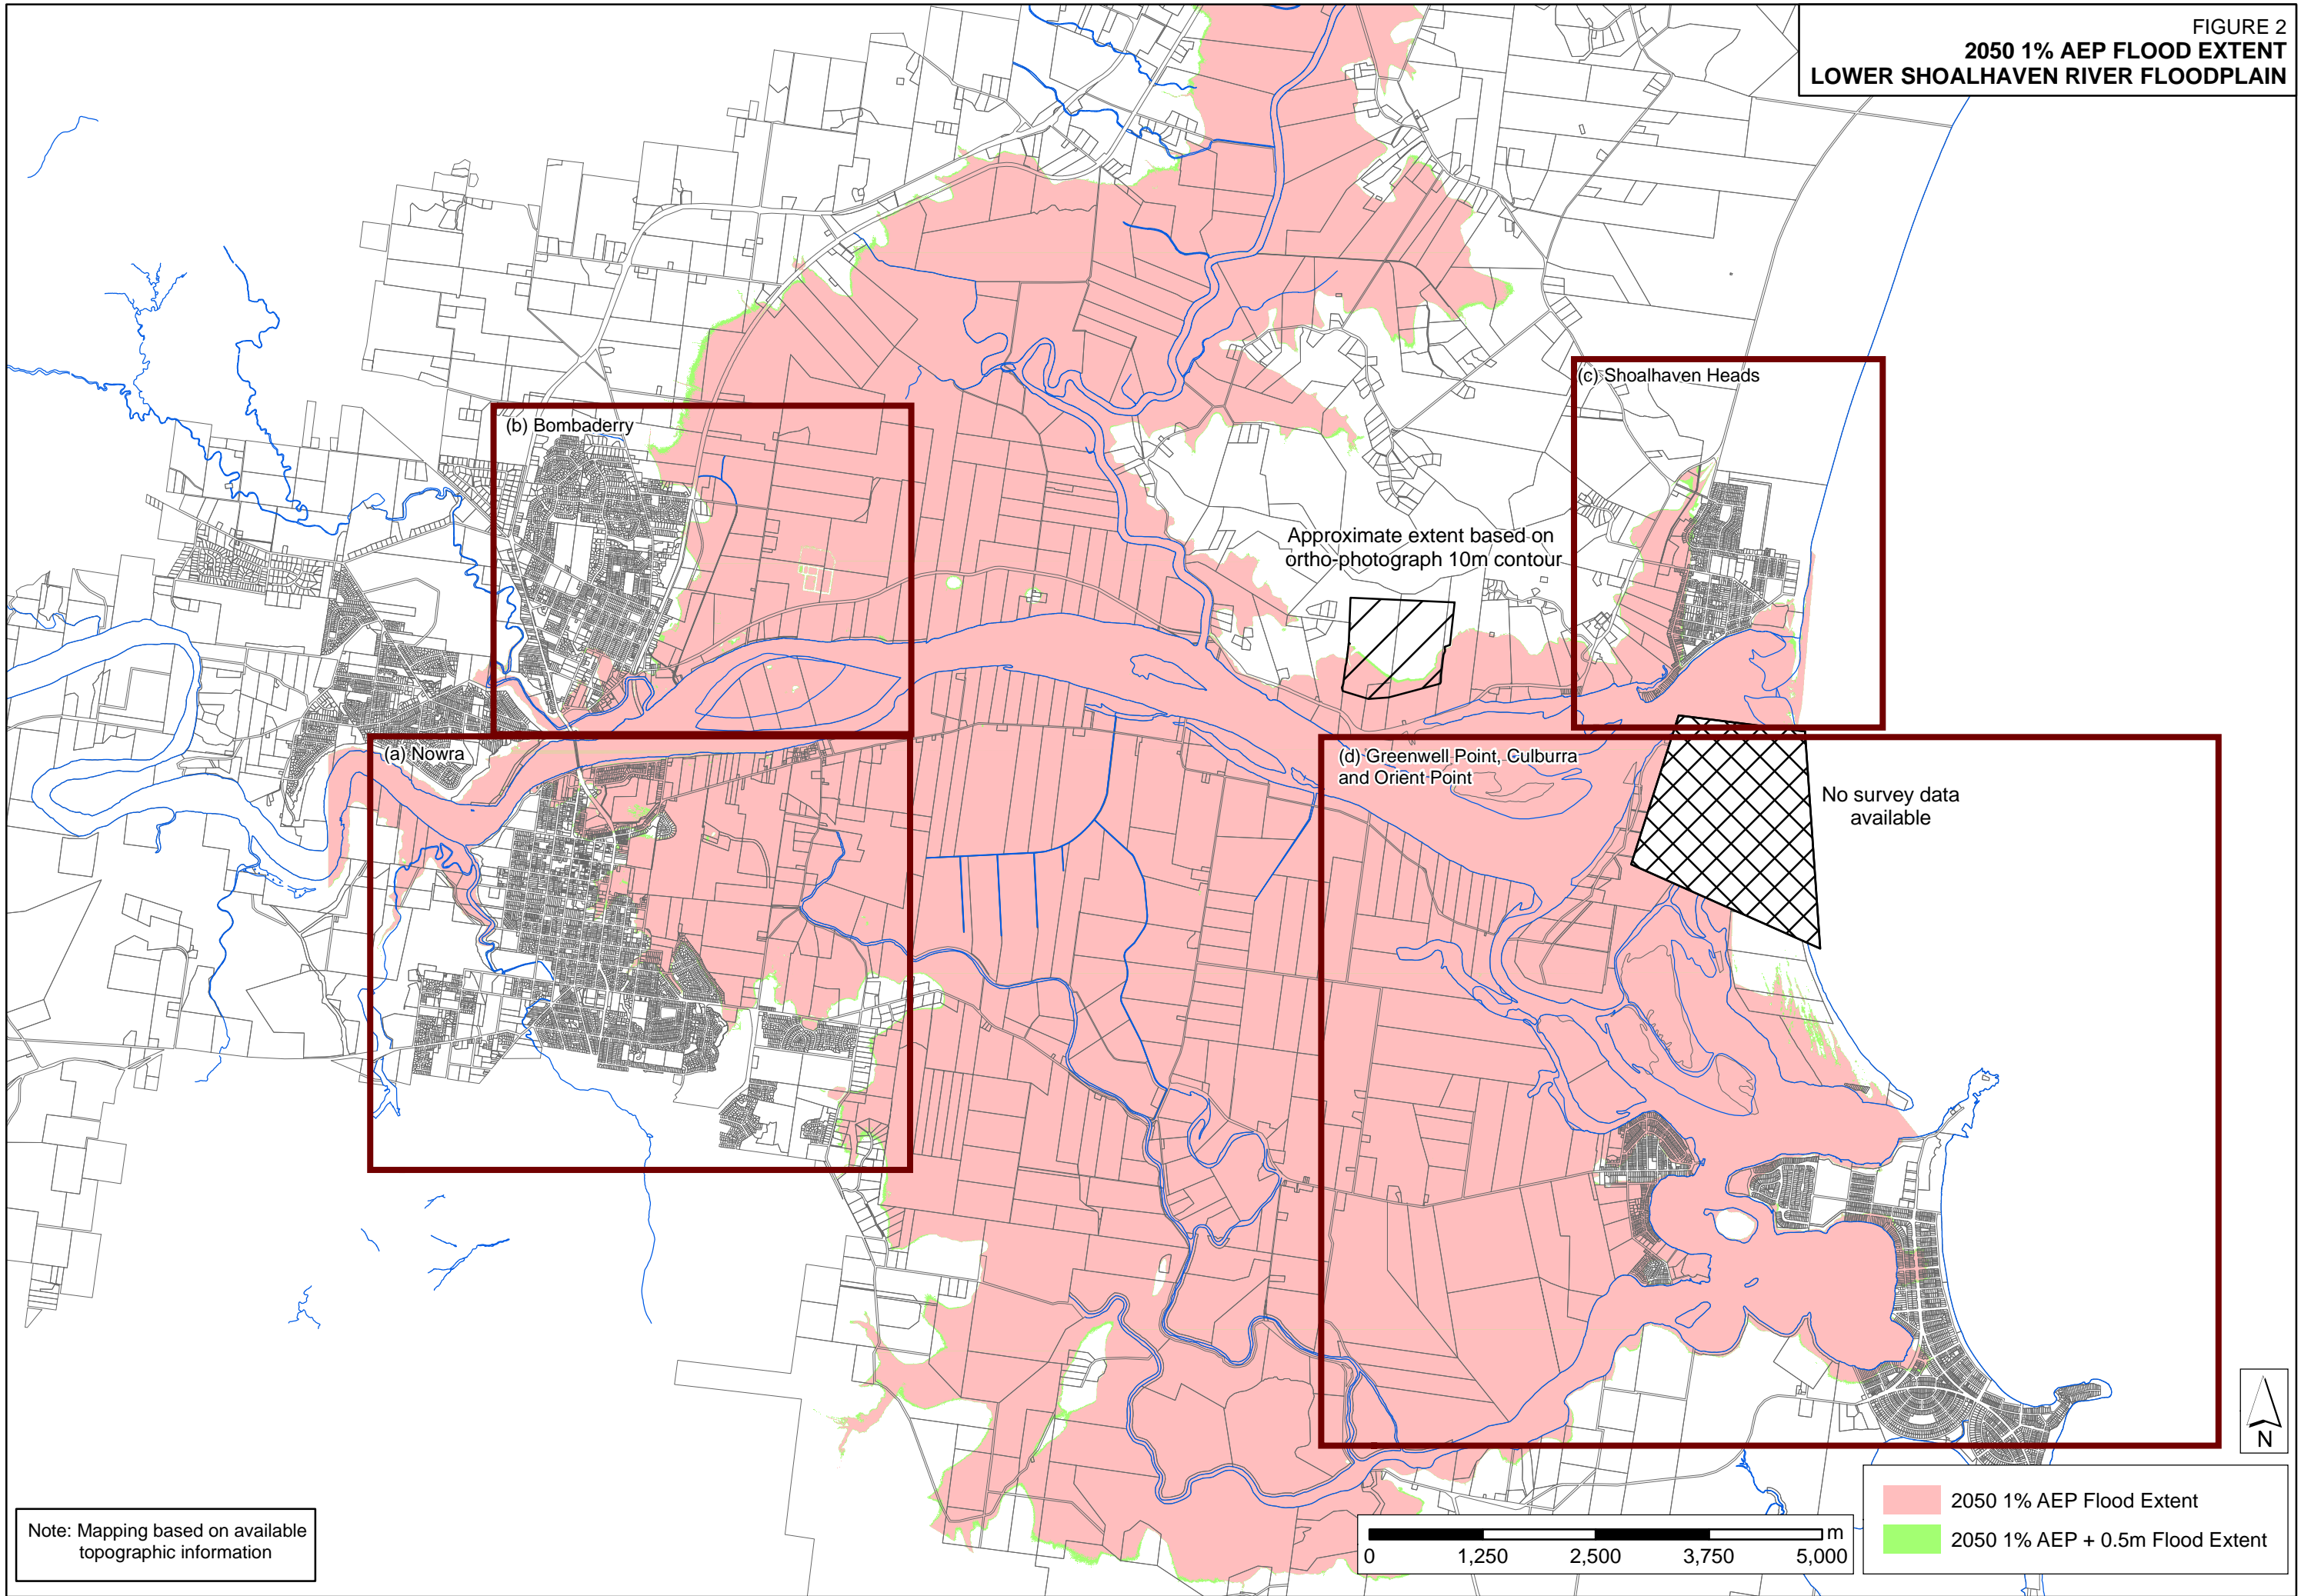 FIGURE 2
2050 1% AEP FLOOD EXTENT
LOWER SHOALHAVEN RIVER FLOODPLAIN
(c) Shoalhaven Heads
(b) Bombaderry
Approximate extent based on
ortho-photograph 10m contour
(a) Nowra
(d) Greenwell Point, Culburra
and Orient Point
No survey data
available
N
2050 1% AEP Flood Extent
2050 1% AEP + 0.5m Flood Extent
m
0 1,250 2,500 3,750 5,000
Note: Mapping based on available
topographic information